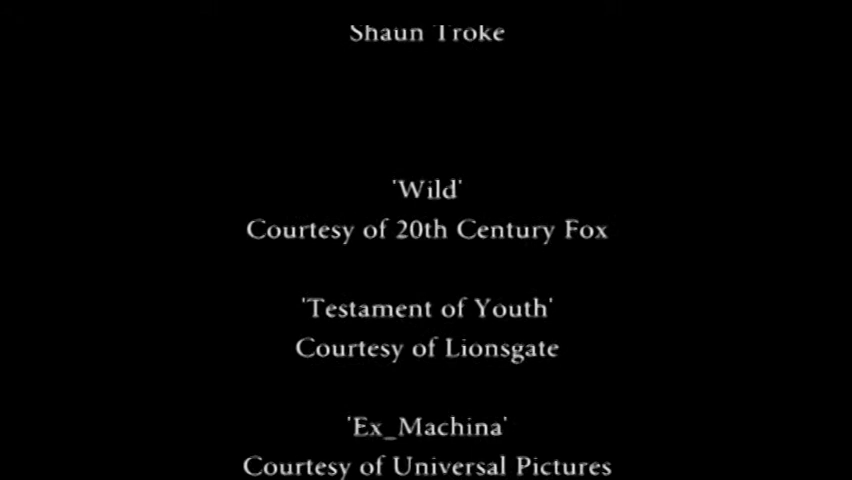 Shaun Troke
'Wild'
Courtesy of 20th Century Fox
'Testament of Youth'
Courtesy of Lionsgate
'Ex_Machina'
Courtesy of Universal Pictures